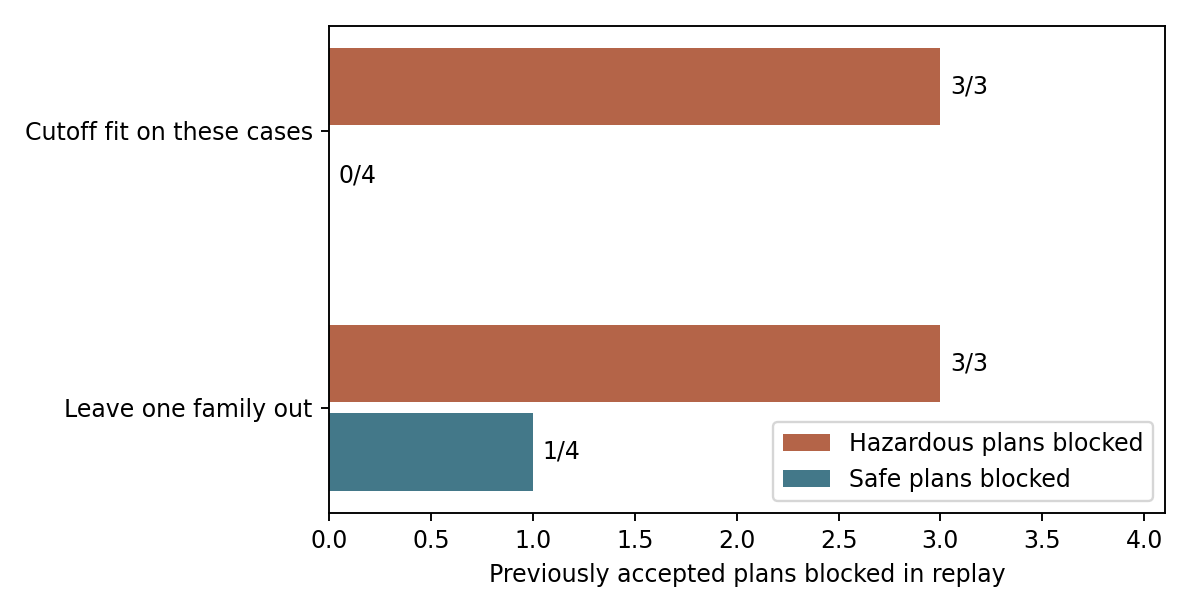 3/3
Cutoff fit on these cases
0/4
3/3
Leave one family out
1/4
Hazardous plans blocked
Safe plans blocked
0.0 0.5 1.0 1.5 2.0 2.5 3.0 3.5 4.0
Previously accepted plans blocked in replay